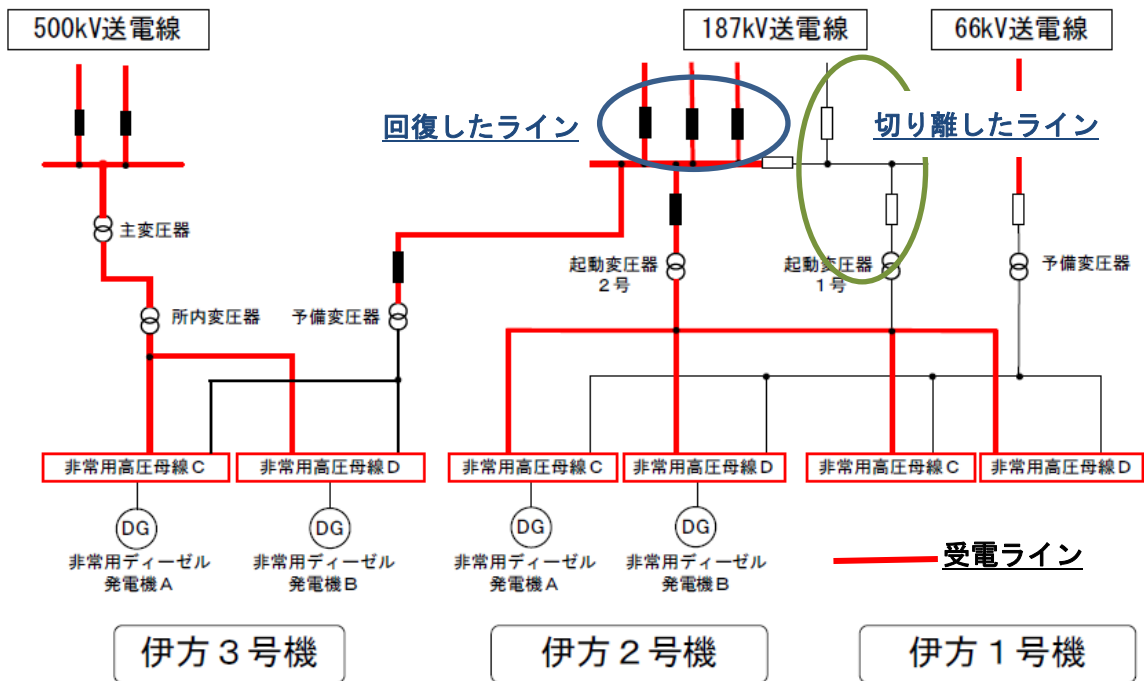 500kV送電線
187kV送電線
66kV送電線
回復したライン
切り離したライン
主変圧器
起動変圧器
2号
起動変圧器
1号
予備変圧器
所内変圧器
予備変圧器
非常用高圧母線C
非常用高圧母線D
非常用高圧母線C
非常用高圧母線D
非常用高圧母線C
非常用高圧母線D
DG
DG
DG
DG
非常用ディーゼル
発電機A
非常用ディーゼル
発電機B
非常用ディーゼル
発電機A
非常用ディーゼル
発電機B
受電ライン
伊方3号機
伊方2号機
伊方1号機